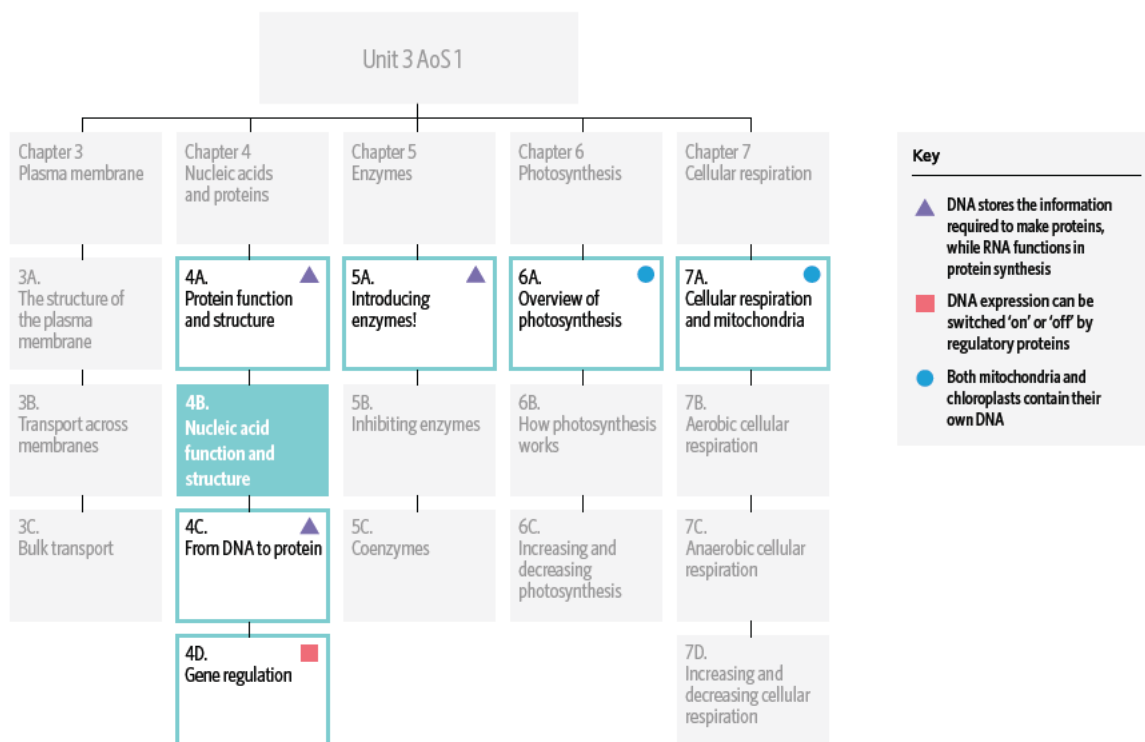 Unit 3 AoS 1
Chapter 3
Plasma membrane
Chapter 4
Nucleic acids
and proteins
Chapter 5
Enzymes
Chapter 6
Photosynthesis
Chapter 7
Cellular respiration
3A.
The structure of
the plasma
membrane
4A.
Protein function
and structure
5A.
Introducing
enzymes!
6A.
Overview of
photosynthesis
7A.
Cellular respiration
and mitochondria
3B.
Transport across
membranes
4B.
Nucleic acid
function and
structure
5B.
Inhibiting enzymes
6B.
How photosynthesis
works
7B.
Aerobic cellular
respiration
3C.
Bulk transport
4C.
From DNA to protein
5C.
Coenzymes
6C.
Increasing and
decreasing
photosynthesis
7C.
Anaerobic cellular
respiration
4D.
Gene regulation
7D.
Increasing and
decreasing cellular
respiration
Key
DNA stores the information
required to make proteins,
while RNA functions in
protein synthesis
DNA expression can be
switched ‘on’ or ‘off’ by
regulatory proteins
Both mitochondria and
chloroplasts contain their
own DNA